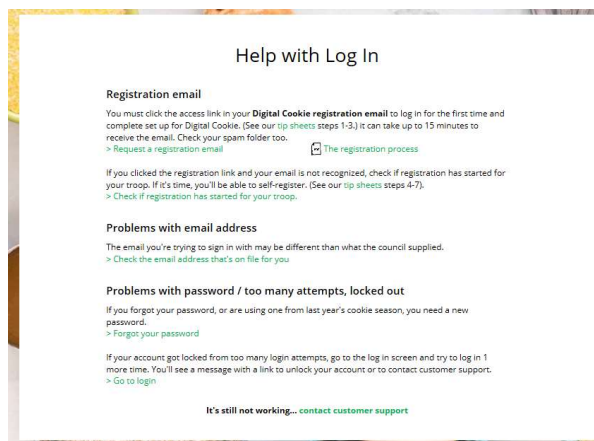 Help with Log In
Registration email
You must click the access link in your Digital Cookie registration email to log in for the first time and
complete set up for Digital Cookie. (See our tip sheets steps 1-3.) it can take up to 15 minutes to
receive the email. Check your spam folder too.
> Request a registration email The registration process
If you clicked the registration link and your email is not recognized, check if registration has started for
your troop. If it's time, you'll be able to self-register. (See our tip sheets steps 4-7).
> Check if registration has started for your troop.
Problems with email address
The email you're trying to sign in with may be different than what the council supplied.
> Check the email address that's on file for you
Problems with password / too many attempts, locked out
If you forgot your password, or are using one from last year's cookie season, you need a new
password.
> Forgot your password
If your account got locked from too many login attempts, go to the log in screen and try to log in 1
more time. You'll see a message with a link to unlock your account or to contact customer support.
> Go to login
It's still not working... contact customer support